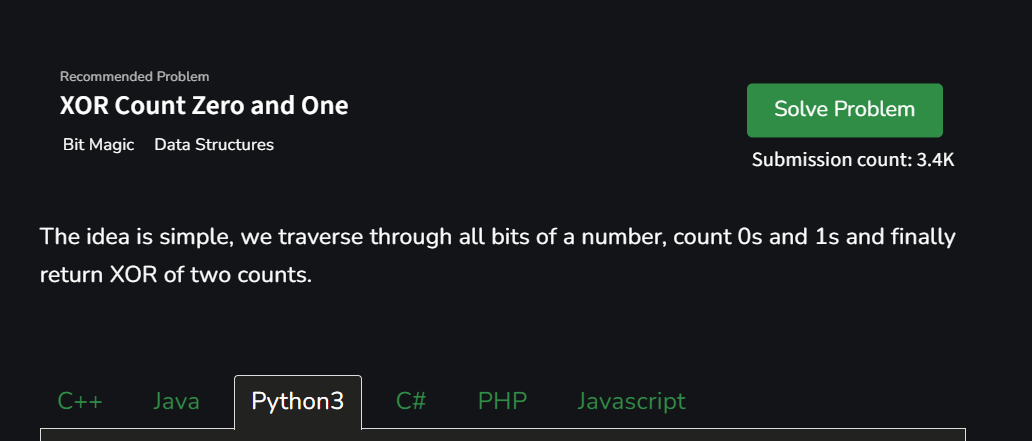 Recommended Problem
XOR Count Zero and One
Solve Problem
Bit Magic Data Structures
Submission count: 3.4K
The idea is simple, we traverse through all bits of a number, count 0s and 1s and finally
return XOR of two counts.
C++ Java Python3 C# PHP Javascript